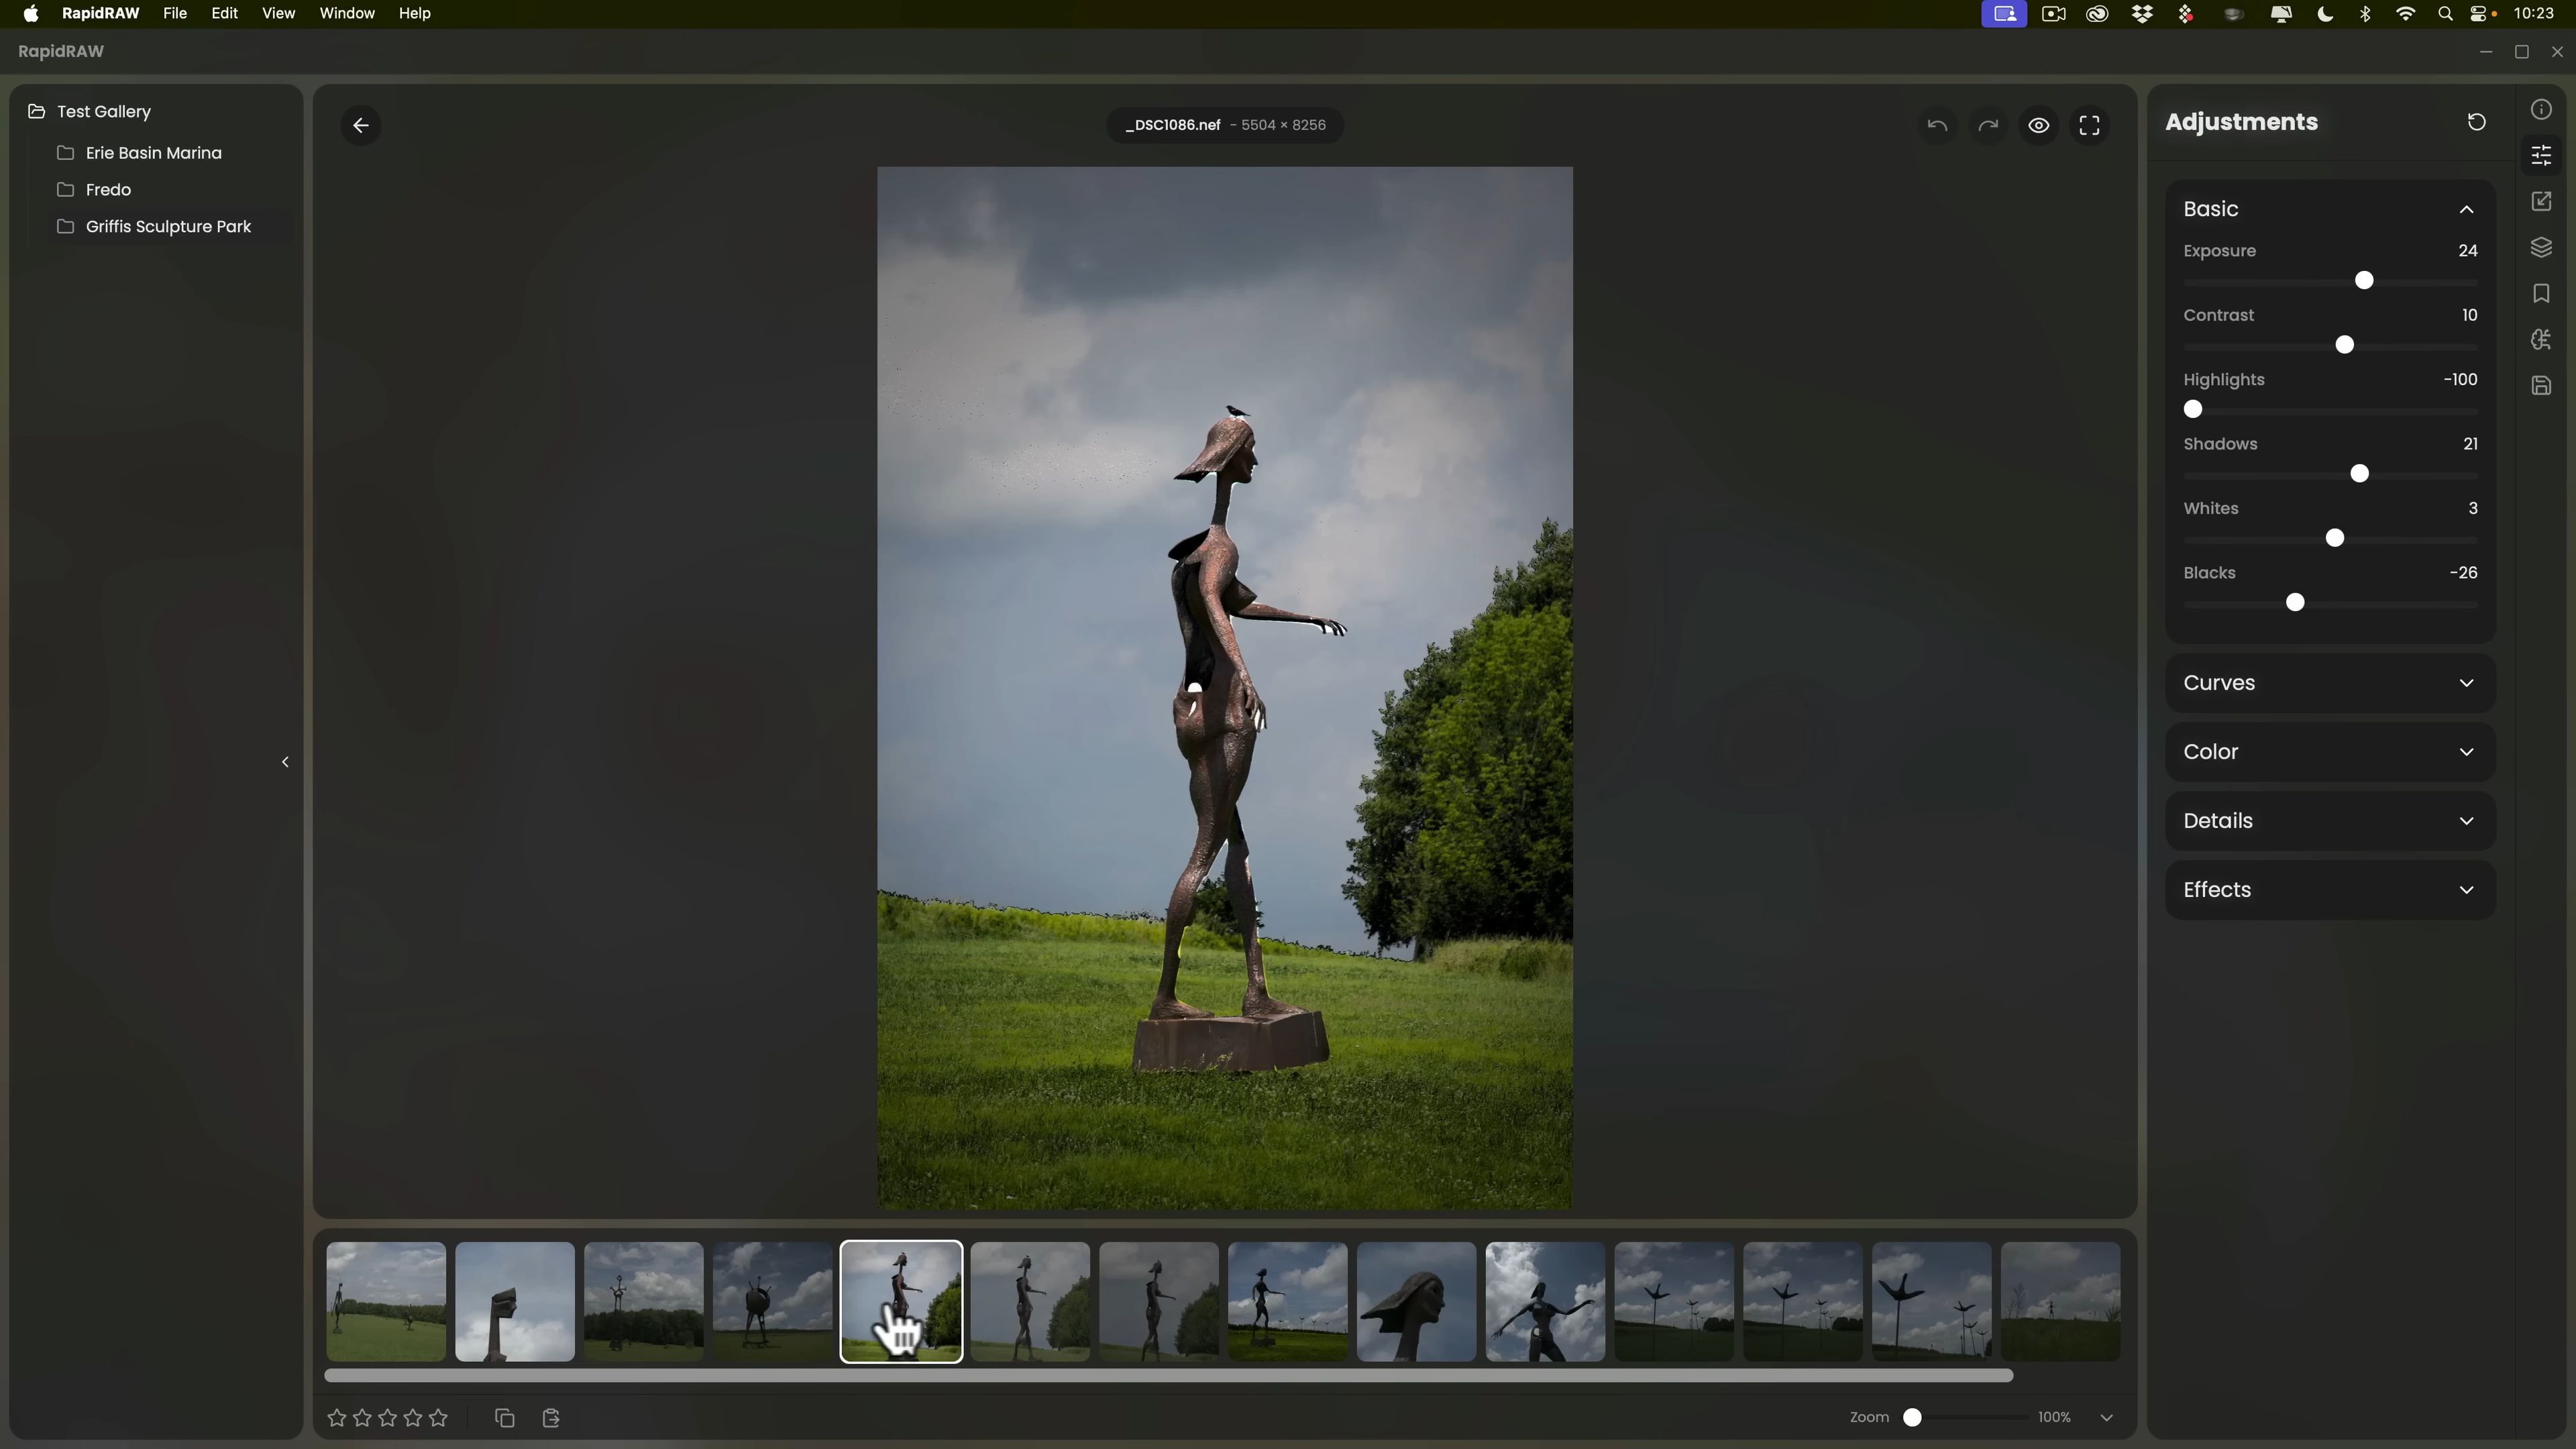 RapidRAW File Edit View Window Help 10:23
RapidRAW
Test Gallery
Erie Basin Marina
Fredo
Griffis Sculpture Park
_DSC1086.nef - 5504 × 8256
Adjustments
Basic
Exposure 24
Contrast 10
Highlights -100
Shadows 21
Whites 3
Blacks -26
Curves
Color
Details
Effects
Zoom 100%